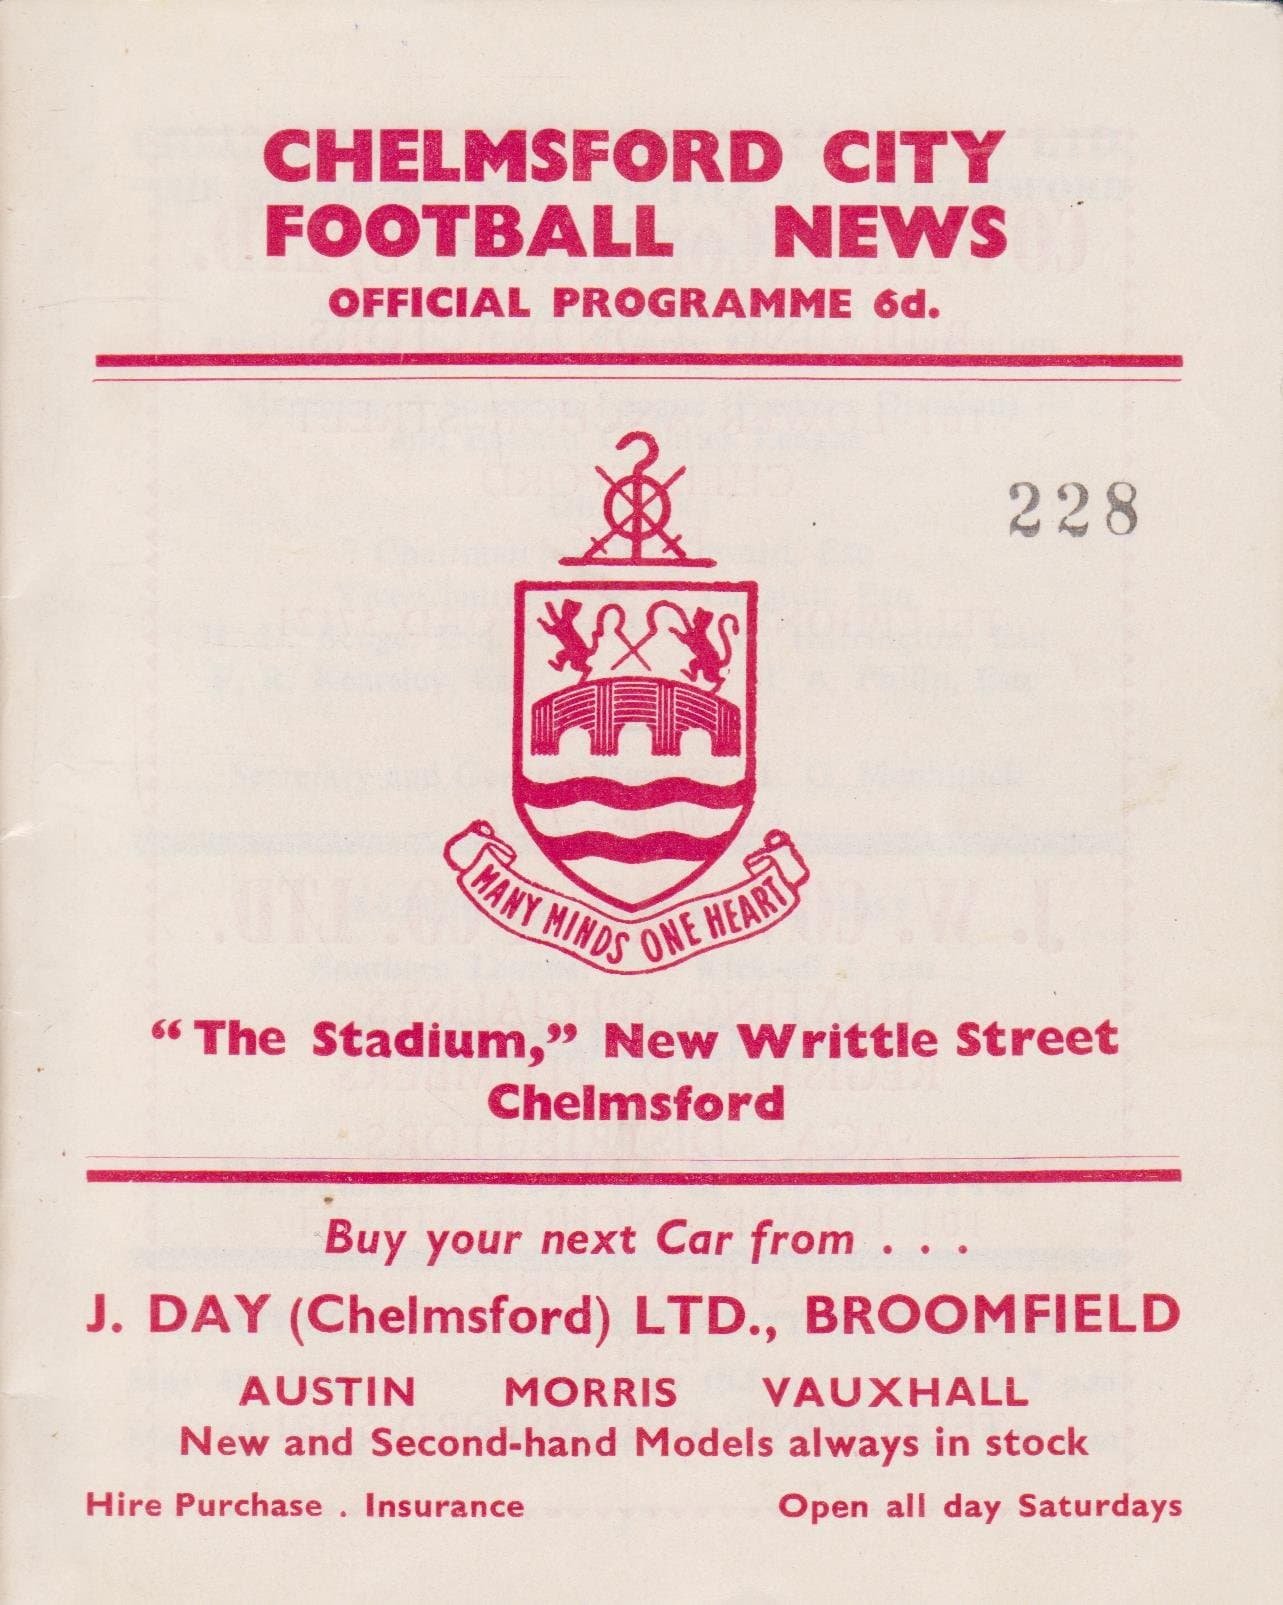 CHELMSFORD CITY
FOOTBALL NEWS
OFFICIAL PROGRAMME 6d.
228
MANY MINDS ONE HEART
"The Stadium," New Writtle Street
Chelmsford
Buy your next Car from . . .
J. DAY (Chelmsford) LTD., BROOMFIELD
AUSTIN MORRIS VAUXHALL
New and Second-hand Models always in stock
Hire Purchase . Insurance Open all day Saturdays